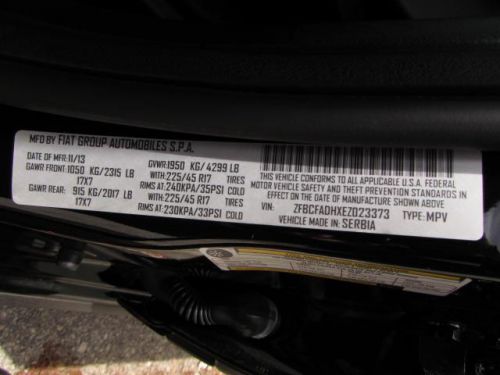 MFD BY FIAT GROUP AUTOMOBILES S.P.A.
DATE OF MFR:11/13 GVWR:1950 KG/4299 LB
GAWR FRONT:1050 KG/2315 LB WITH:225/45 R17
17X7 RIMS AT:240KPA/35PSI COLD
GAWR REAR: 915 KG/2017 LB WITH:225/45 R17
17X7 RIMS AT:230KPA/33PSI COLD
THIS VEHICLE CONFORMS TO ALL APPLICABLE U.S.A. FEDERAL
MOTOR VEHICLE SAFETY AND THEFT PREVENTION STANDARDS IN
EFFECT ON THE DATE OF MANUFACTURE SHOWN ABOVE.
VIN: ZFBCFADHXEZ023373 TYPE: MPV
VEHICLE MADE IN: SERBIA